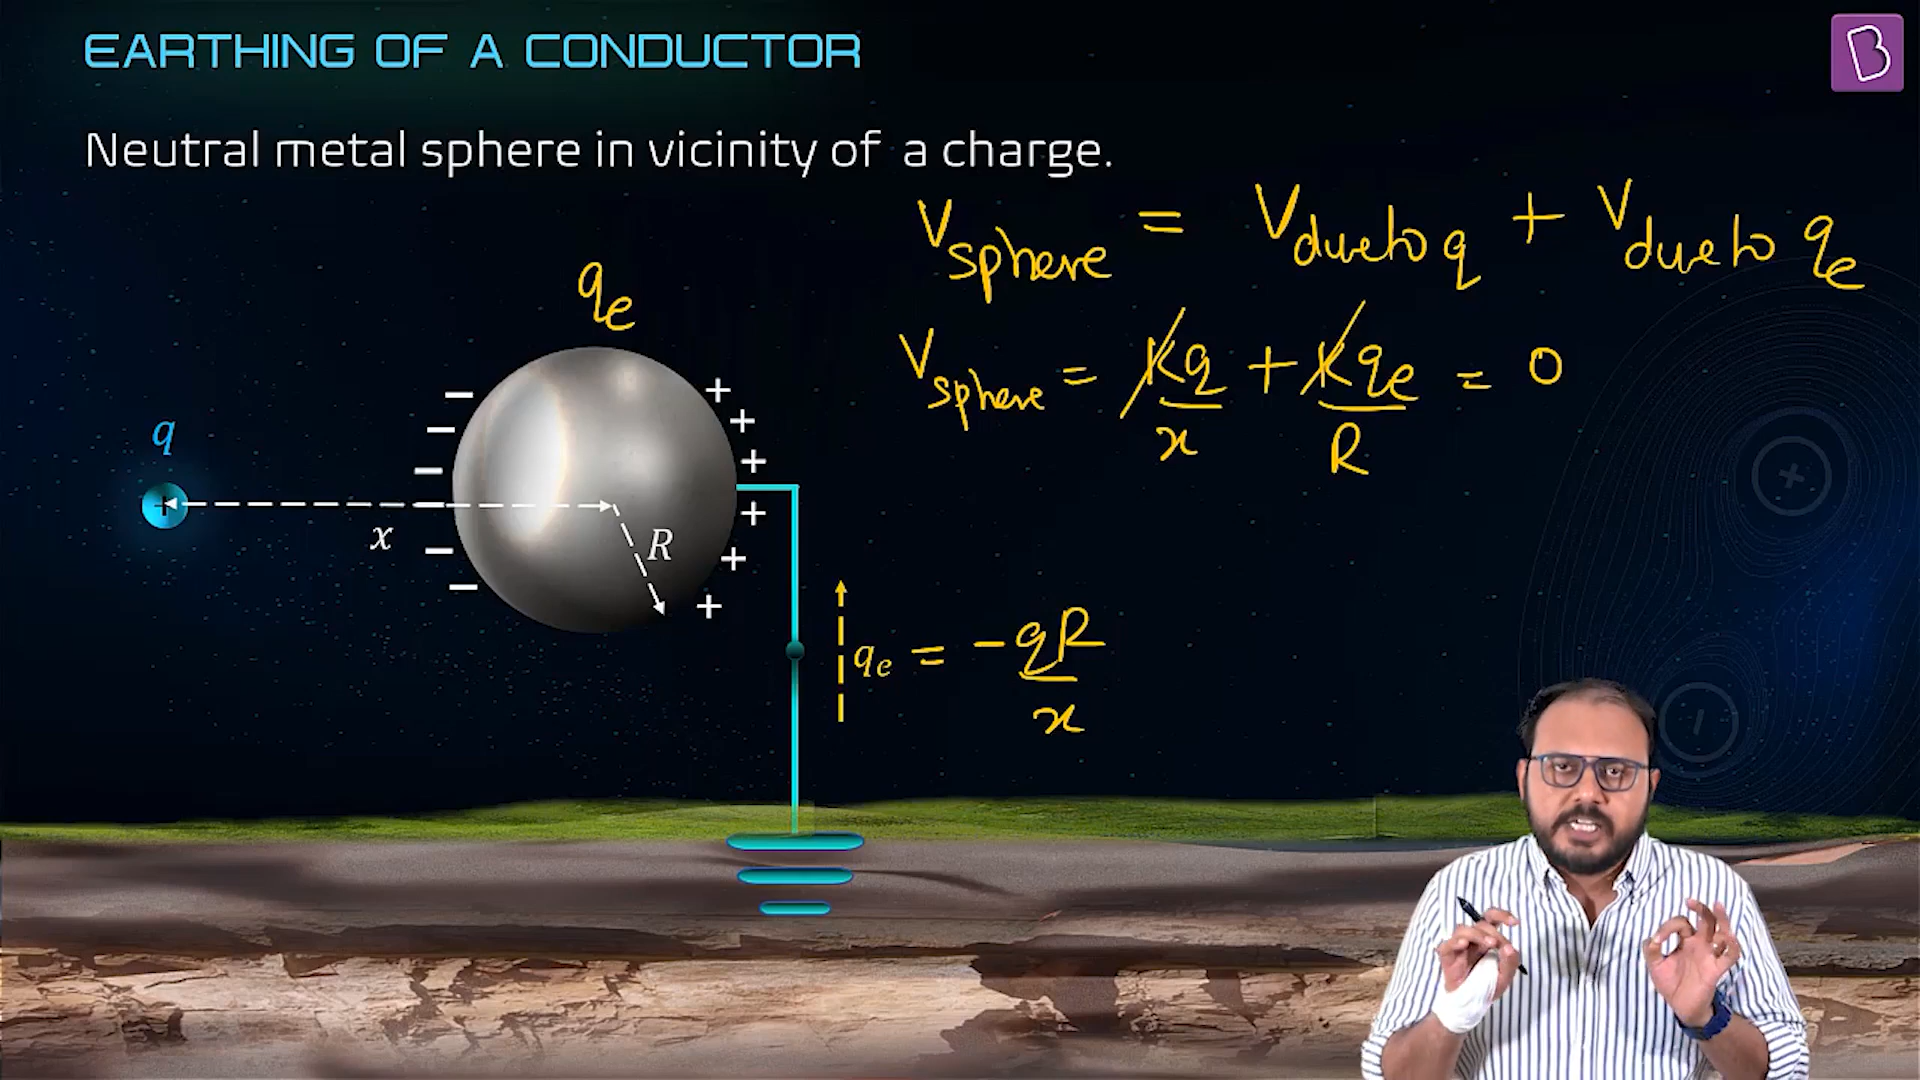 EARTHING OF A CONDUCTOR
B
Neutral metal sphere in vicinity of a charge.
V_sphere = V_due to q + V_due to q_e
V_sphere = Kq/x + Kq_e/R = 0
q_e
q
x
R
q_e = -qR/x